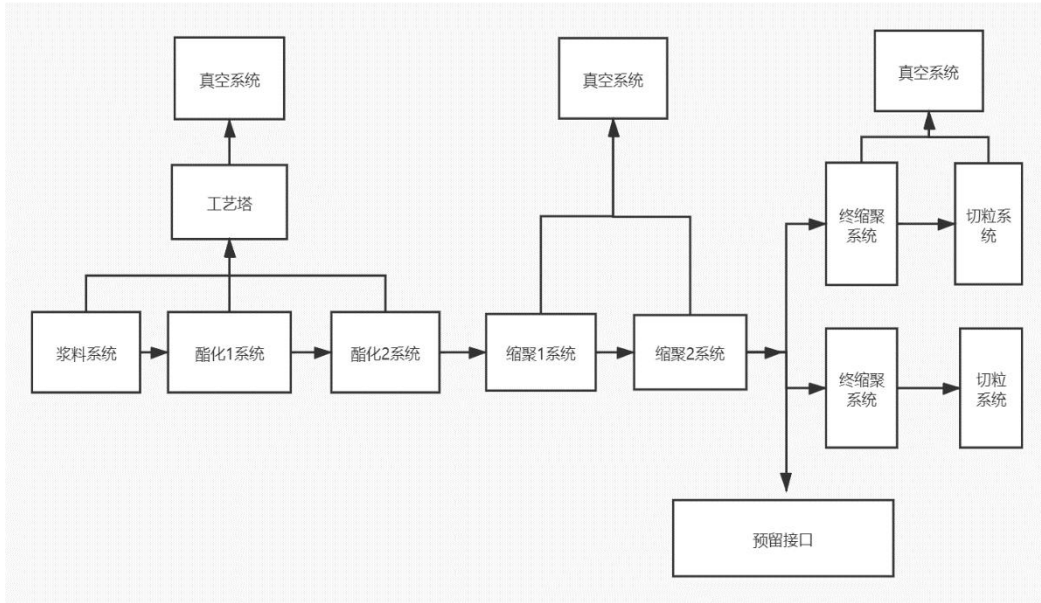 真空系统
真空系统
真空系统
工艺塔
终缩聚
系统
切粒系
统
浆料系统
酯化1系统
酯化2系统
缩聚1系统
缩聚2系统
终缩聚
系统
切粒
系统
预留接口